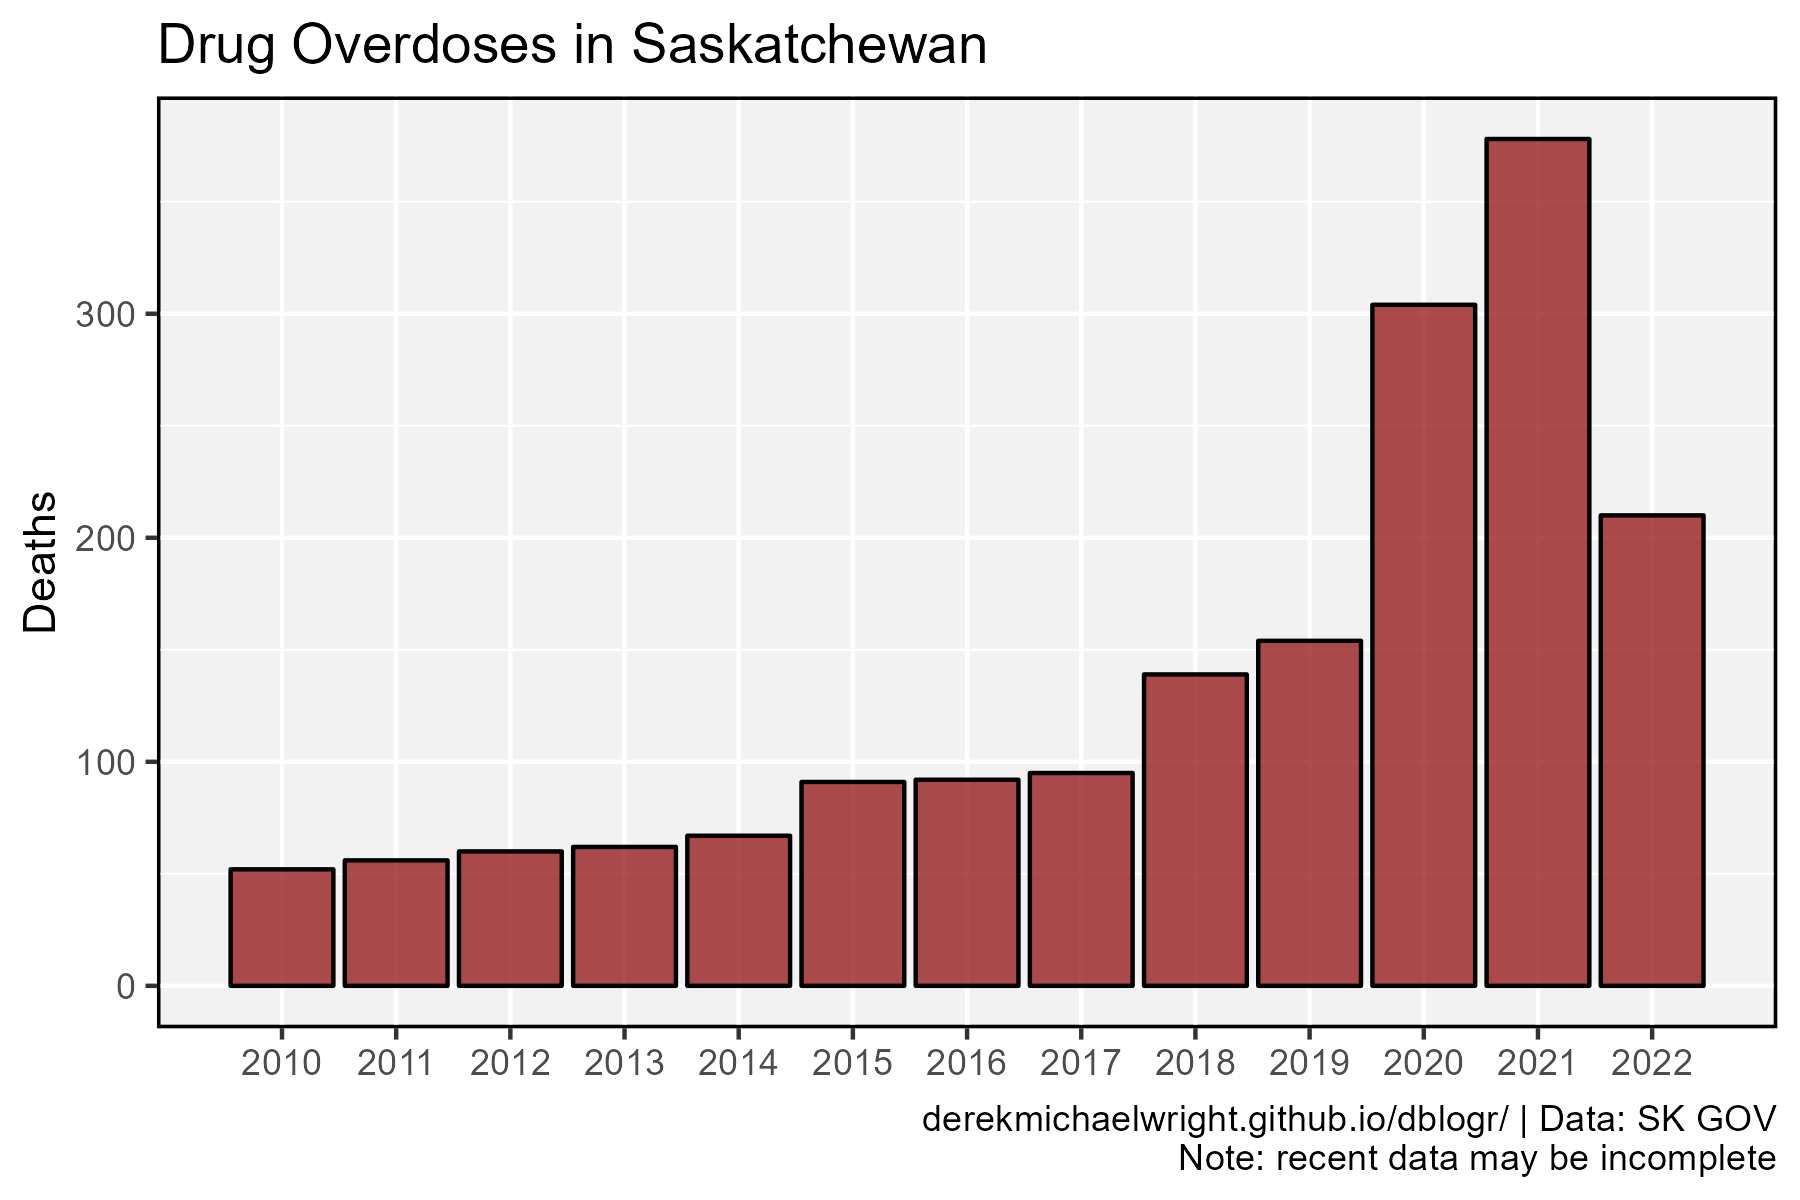 Drug Overdoses in Saskatchewan
Deaths
300
200
100
0
2010 2011 2012 2013 2014 2015 2016 2017 2018 2019 2020 2021 2022
derekmichaelwright.github.io/dblogr/ | Data: SK GOV
Note: recent data may be incomplete